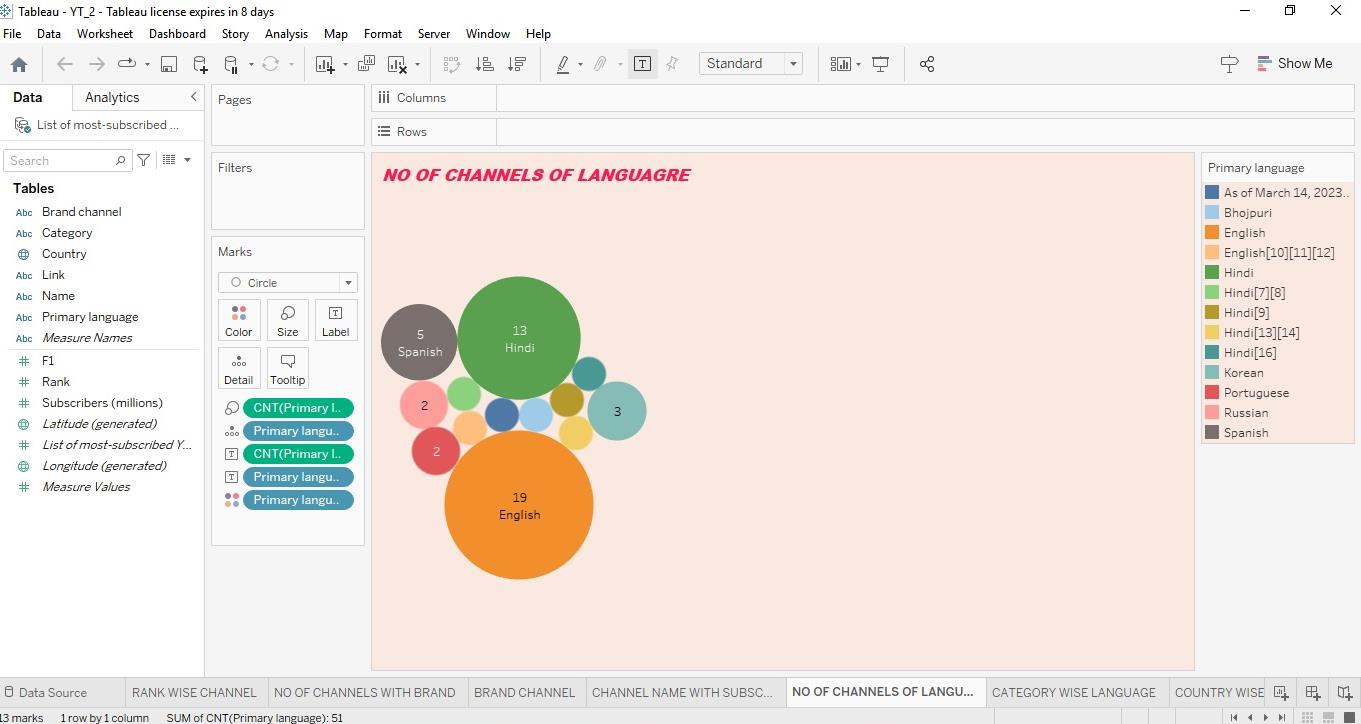 Tableau - YT_2 - Tableau license expires in 8 days
File Data Worksheet Dashboard Story Analysis Map Format Server Window Help
Standard
Show Me
Data
Analytics
List of most-subscribed ...
Search
Tables
Abc Brand channel
Abc Category
Country
Abc Link
Abc Name
Abc Primary language
Abc Measure Names
F1
Rank
Subscribers (millions)
Latitude (generated)
List of most-subscribed Y...
Longitude (generated)
Measure Values
Pages
Filters
Marks
Circle
Color Size Label
Detail Tooltip
CNT(Primary l..
Primary langu..
CNT(Primary l..
Primary langu..
Primary langu..
Columns
Rows
NO OF CHANNELS OF LANGUAGRE
13
Hindi
5
Spanish
2
3
2
19
English
Primary language
As of March 14, 2023..
Bhojpuri
English
English[10][11][12]
Hindi
Hindi[7][8]
Hindi[9]
Hindi[13][14]
Hindi[16]
Korean
Portuguese
Russian
Spanish
Data Source RANK WISE CHANNEL NO OF CHANNELS WITH BRAND BRAND CHANNEL CHANNEL NAME WITH SUBSC... NO OF CHANNELS OF LANGU... CATEGORY WISE LANGUAGE COUNTRY WISE
13 marks 1 row by 1 column SUM of CNT(Primary language): 51